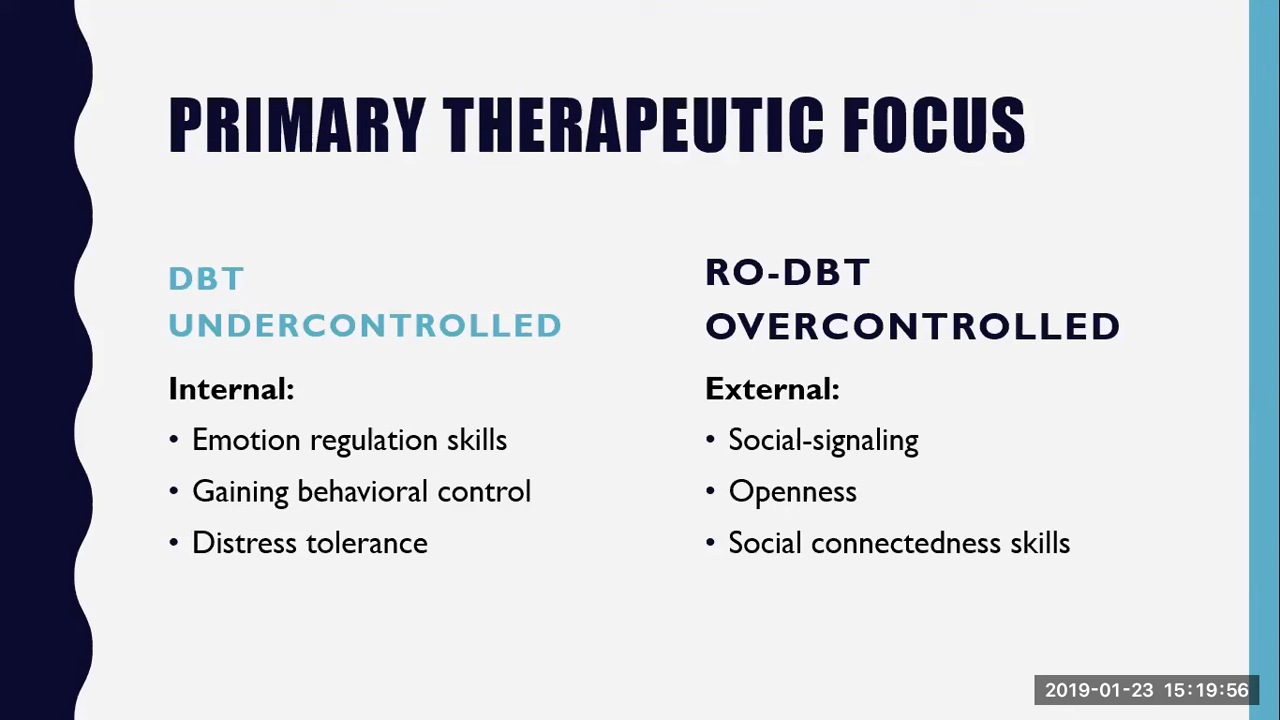 PRIMARY THERAPEUTIC FOCUS
DBT
UNDERCONTROLLED
Internal:
• Emotion regulation skills
• Gaining behavioral control
• Distress tolerance
RO-DBT
OVERCONTROLLED
External:
• Social-signaling
• Openness
• Social connectedness skills
2019-01-23 15:19:56